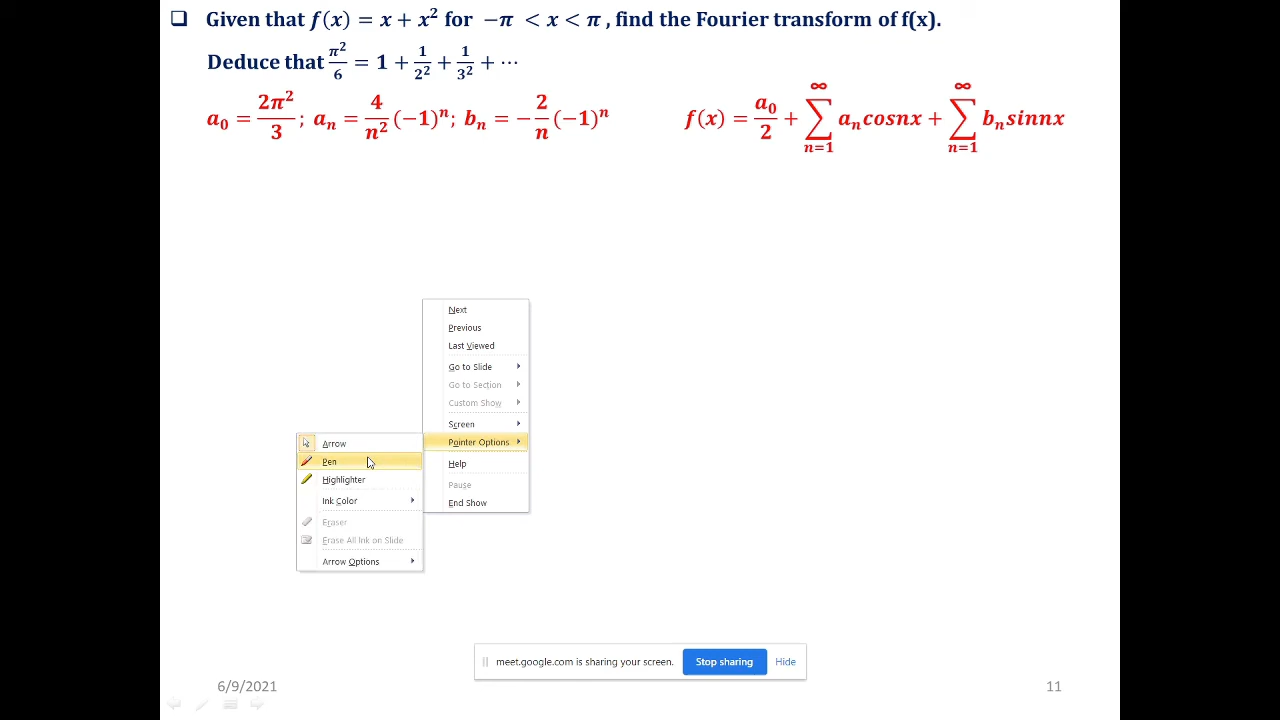 ❑ Given that f(x) = x + x² for −π < x < π , find the Fourier transform of f(x).
Deduce that π²/6 = 1 + 1/2² + 1/3² + ⋯
a₀ = 2π²/3; aₙ = 4/n² (−1)ⁿ; bₙ = −2/n (−1)ⁿ
f(x) = a₀/2 + ∑_{n=1}^{∞} aₙcosnx + ∑_{n=1}^{∞} bₙsinnx
Next
Previous
Last Viewed
Go to Slide
Go to Section
Custom Show
Screen
Pointer Options
Help
Pause
End Show
Arrow
Pen
Highlighter
Ink Color
Eraser
Erase All Ink on Slide
Arrow Options
meet.google.com is sharing your screen. Stop sharing Hide
6/9/2021 11